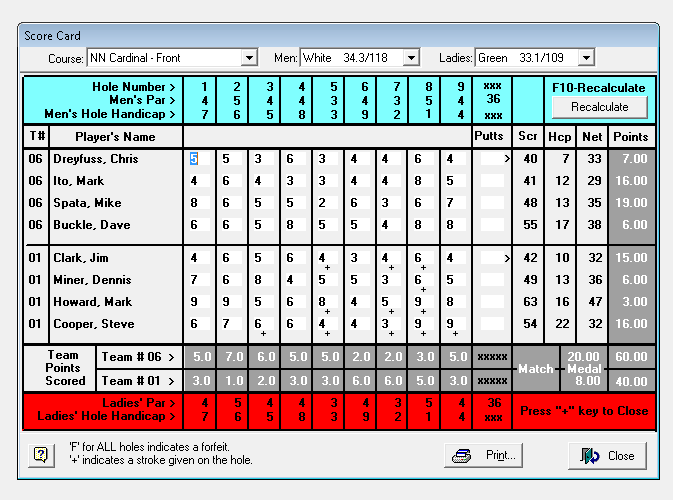 Score Card
Course: NN Cardinal - Front Men: White 34.3/118 Ladies: Green 33.1/109
Hole Number > 1 2 3 4 5 6 7 8 9 xxx F10-Recalculate
Men's Par > 4 5 4 4 3 4 3 5 4 36
Men's Hole Handicap > 7 6 5 8 3 9 2 1 4 xxx Recalculate
T# Player's Name Putts Scr Hcp Net Points
06 Dreyfuss, Chris 5 5 3 6 3 4 4 6 4 > 40 7 33 7.00
06 Ito, Mark 4 6 4 3 3 4 4 8 5 41 12 29 16.00
06 Spata, Mike 8 6 5 5 2 6 3 6 7 48 13 35 19.00
06 Buckle, Dave 6 6 5 8 5 5 4 8 8 55 17 38 6.00
01 Clark, Jim 4 6 5 6 4 3 4 6 4 > 42 10 32 15.00
+ + +
01 Miner, Dennis 7 6 8 4 5 5 3 6 5 49 13 36 6.00
+
01 Howard, Mark 9 9 5 6 8 4 5 9 8 63 16 47 3.00
+ + +
01 Cooper, Steve 6 7 6 6 4 4 3 9 9 54 22 32 16.00
+ + + + +
Team Points Scored
Team # 06 > 5.0 7.0 6.0 5.0 5.0 2.0 2.0 3.0 5.0 xxxxx 20.00 60.00
Match Medal
Team # 01 > 3.0 1.0 2.0 3.0 3.0 6.0 6.0 5.0 3.0 xxxxx 8.00 40.00
Ladies' Par > 4 5 4 4 3 4 3 5 4 36
Ladies' Hole Handicap > 7 6 5 8 3 9 2 1 4 xxx
Press "+" key to Close
? 'F' for ALL holes indicates a forfeit.
'+' indicates a stroke given on the hole.
Print... Close